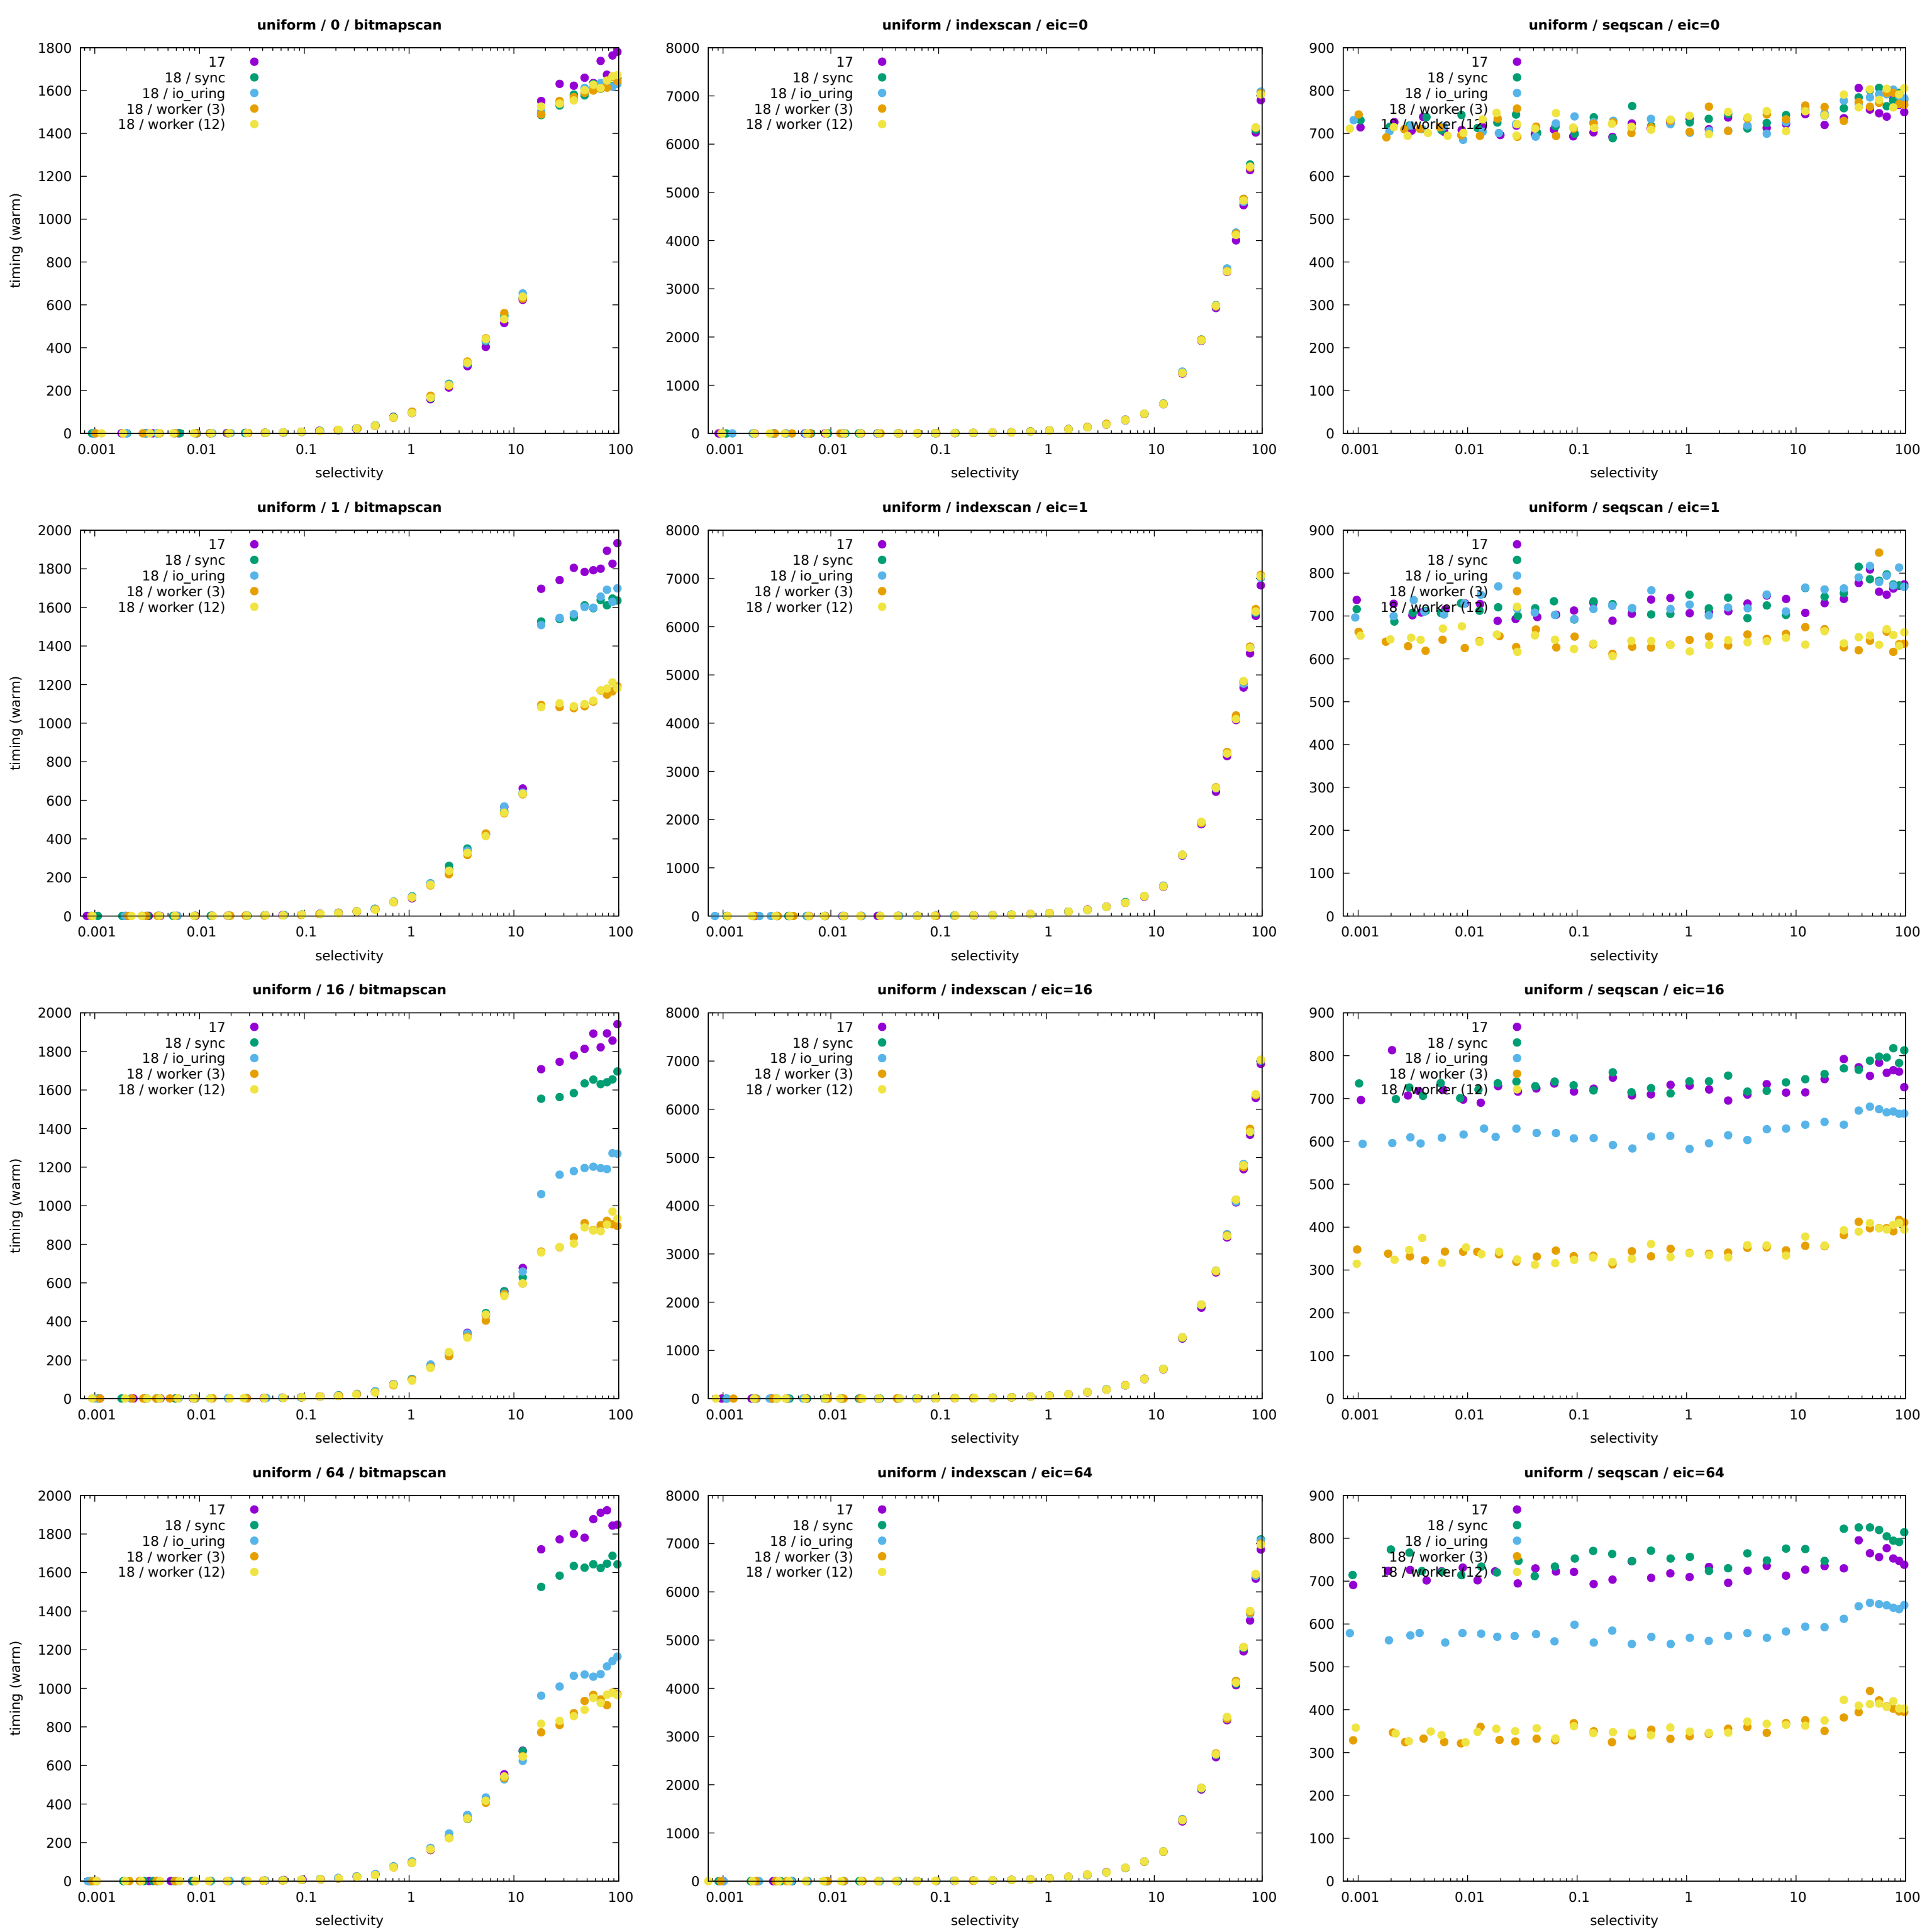 uniform / 0 / bitmapscan
timing (warm)
1800
1600
1400
1200
1000
800
600
400
200
0
17
18 / sync
18 / io_uring
18 / worker (3)
18 / worker (12)
0.001
0.01
0.1
1
10
100
selectivity
uniform / indexscan / eic=0
8000
7000
6000
5000
4000
3000
2000
1000
0
17
18 / sync
18 / io_uring
18 / worker (3)
18 / worker (12)
0.001
0.01
0.1
1
10
100
selectivity
uniform / seqscan / eic=0
900
800
700
600
500
400
300
200
100
0
17
18 / sync
18 / io_uring
18 / worker (3)
18 / worker (12)
0.001
0.01
0.1
1
10
100
selectivity
uniform / 1 / bitmapscan
timing (warm)
2000
1800
1600
1400
1200
1000
800
600
400
200
0
17
18 / sync
18 / io_uring
18 / worker (3)
18 / worker (12)
0.001
0.01
0.1
1
10
100
selectivity
uniform / indexscan / eic=1
8000
7000
6000
5000
4000
3000
2000
1000
0
17
18 / sync
18 / io_uring
18 / worker (3)
18 / worker (12)
0.001
0.01
0.1
1
10
100
selectivity
uniform / seqscan / eic=1
900
800
700
600
500
400
300
200
100
0
17
18 / sync
18 / io_uring
18 / worker (3)
18 / worker (12)
0.001
0.01
0.1
1
10
100
selectivity
uniform / 16 / bitmapscan
timing (warm)
2000
1800
1600
1400
1200
1000
800
600
400
200
0
17
18 / sync
18 / io_uring
18 / worker (3)
18 / worker (12)
0.001
0.01
0.1
1
10
100
selectivity
uniform / indexscan / eic=16
8000
7000
6000
5000
4000
3000
2000
1000
0
17
18 / sync
18 / io_uring
18 / worker (3)
18 / worker (12)
0.001
0.01
0.1
1
10
100
selectivity
uniform / seqscan / eic=16
900
800
700
600
500
400
300
200
100
0
17
18 / sync
18 / io_uring
18 / worker (3)
18 / worker (12)
0.001
0.01
0.1
1
10
100
selectivity
uniform / 64 / bitmapscan
timing (warm)
2000
1800
1600
1400
1200
1000
800
600
400
200
0
17
18 / sync
18 / io_uring
18 / worker (3)
18 / worker (12)
0.001
0.01
0.1
1
10
100
selectivity
uniform / indexscan / eic=64
8000
7000
6000
5000
4000
3000
2000
1000
0
17
18 / sync
18 / io_uring
18 / worker (3)
18 / worker (12)
0.001
0.01
0.1
1
10
100
selectivity
uniform / seqscan / eic=64
900
800
700
600
500
400
300
200
100
0
17
18 / sync
18 / io_uring
18 / worker (3)
18 / worker (12)
0.001
0.01
0.1
1
10
100
selectivity